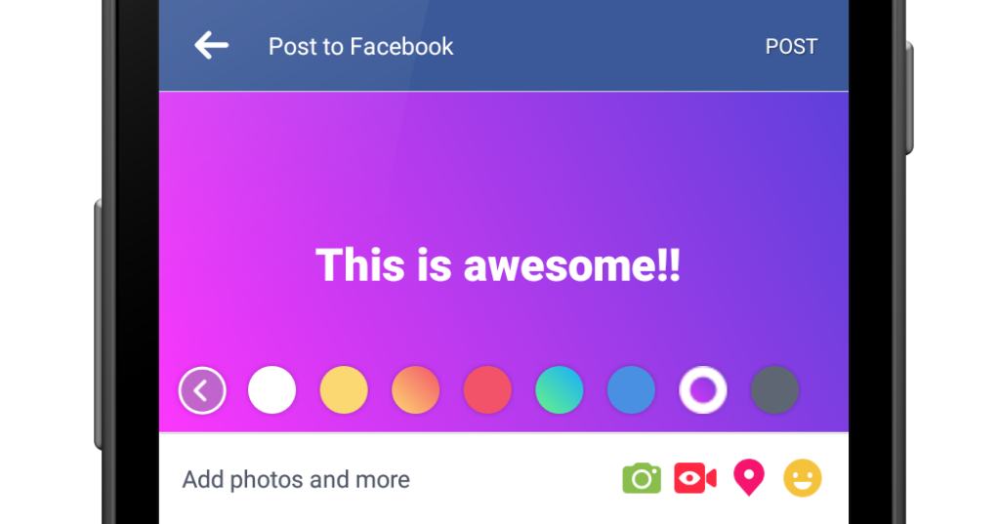 Post to Facebook
POST
This is awesome!!
Add photos and more